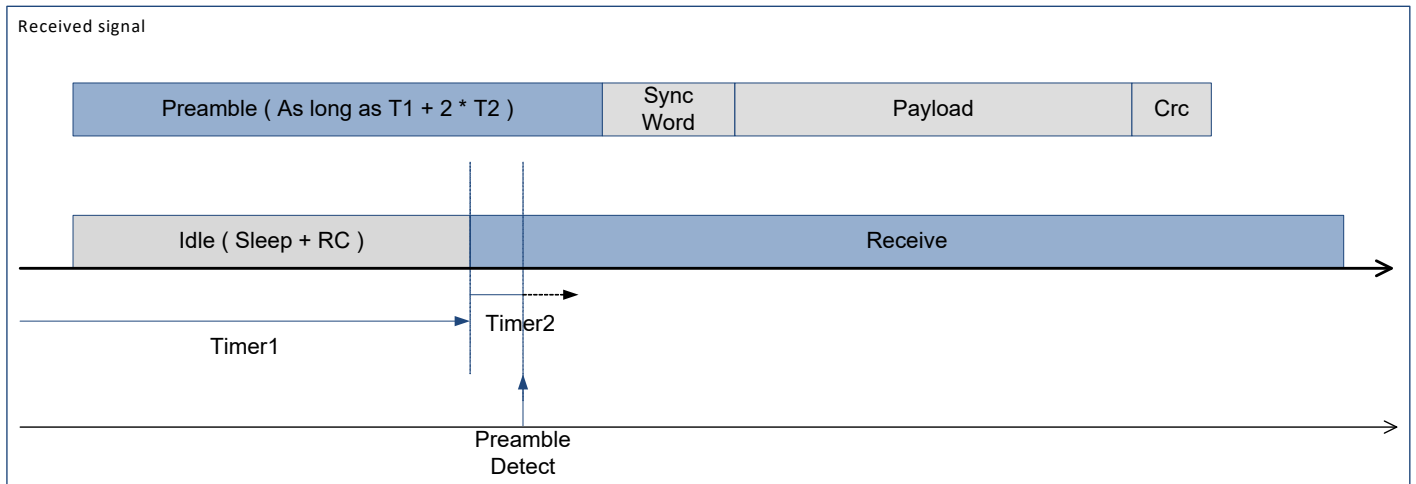 Received signal
Preamble ( As long as T1 + 2 * T2 )
Sync
Word
Payload
Crc
Idle ( Sleep + RC )
Receive
Timer2
Timer1
Preamble
Detect